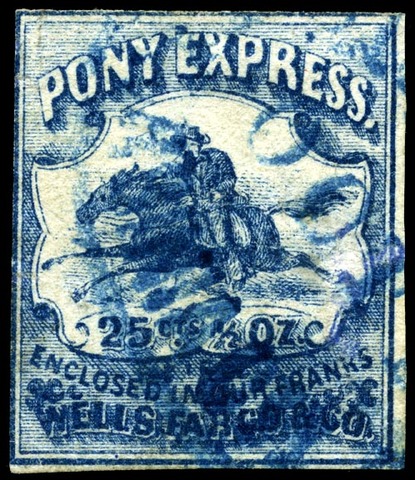 PONY EXPRESS.
25 CTS ½ OZ.
ENCLOSED IN OUR FRANKS
WELLS, FARGO & CO.